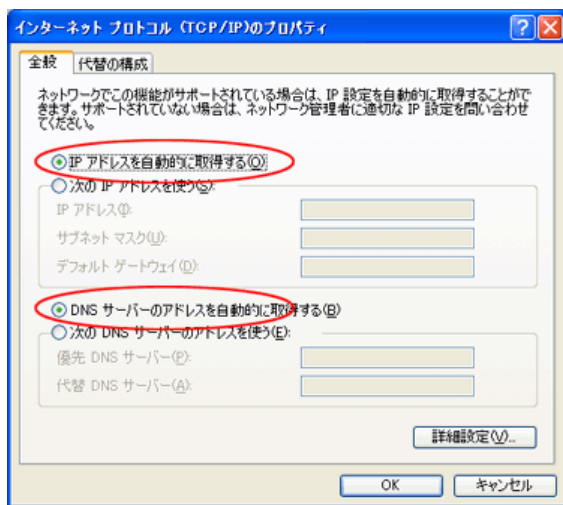 インターネット プロトコル (TCP/IP)のプロパティ
全般
代替の構成
ネットワークでこの機能がサポートされている場合は、IP 設定を自動的に取得することがで
きます。サポートされていない場合は、ネットワーク管理者に適切な IP 設定を問い合わせ
てください。
IP アドレスを自動的に取得する(O)
次の IP アドレスを使う(S):
IP アドレス(I):
サブネット マスク(U):
デフォルト ゲートウェイ(D):
DNS サーバーのアドレスを自動的に取得する(B)
次の DNS サーバーのアドレスを使う(E):
優先 DNS サーバー(P):
代替 DNS サーバー(A):
詳細設定(V)...
OK
キャンセル